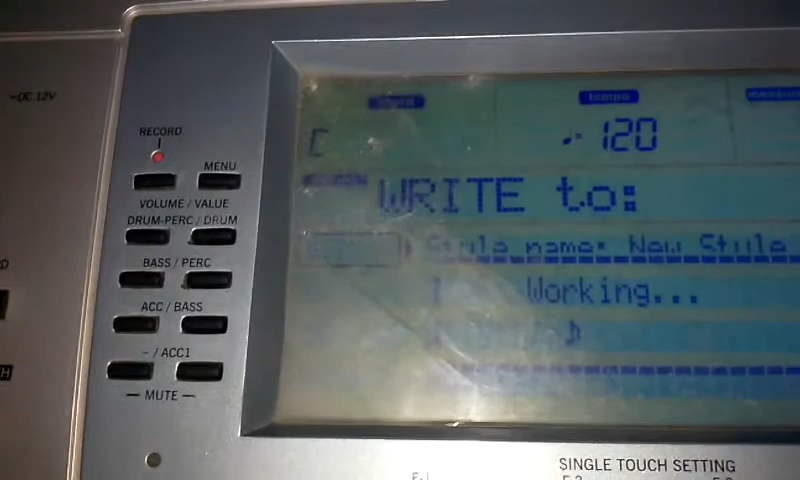 DC 12V
RECORD
MENU
VOLUME / VALUE
DRUM-PERC / DRUM
BASS / PERC
ACC / BASS
- / ACC1
— MUTE —
tempo
♩= 120
WRITE to:
Style name: New Style
Working...
SINGLE TOUCH SETTING